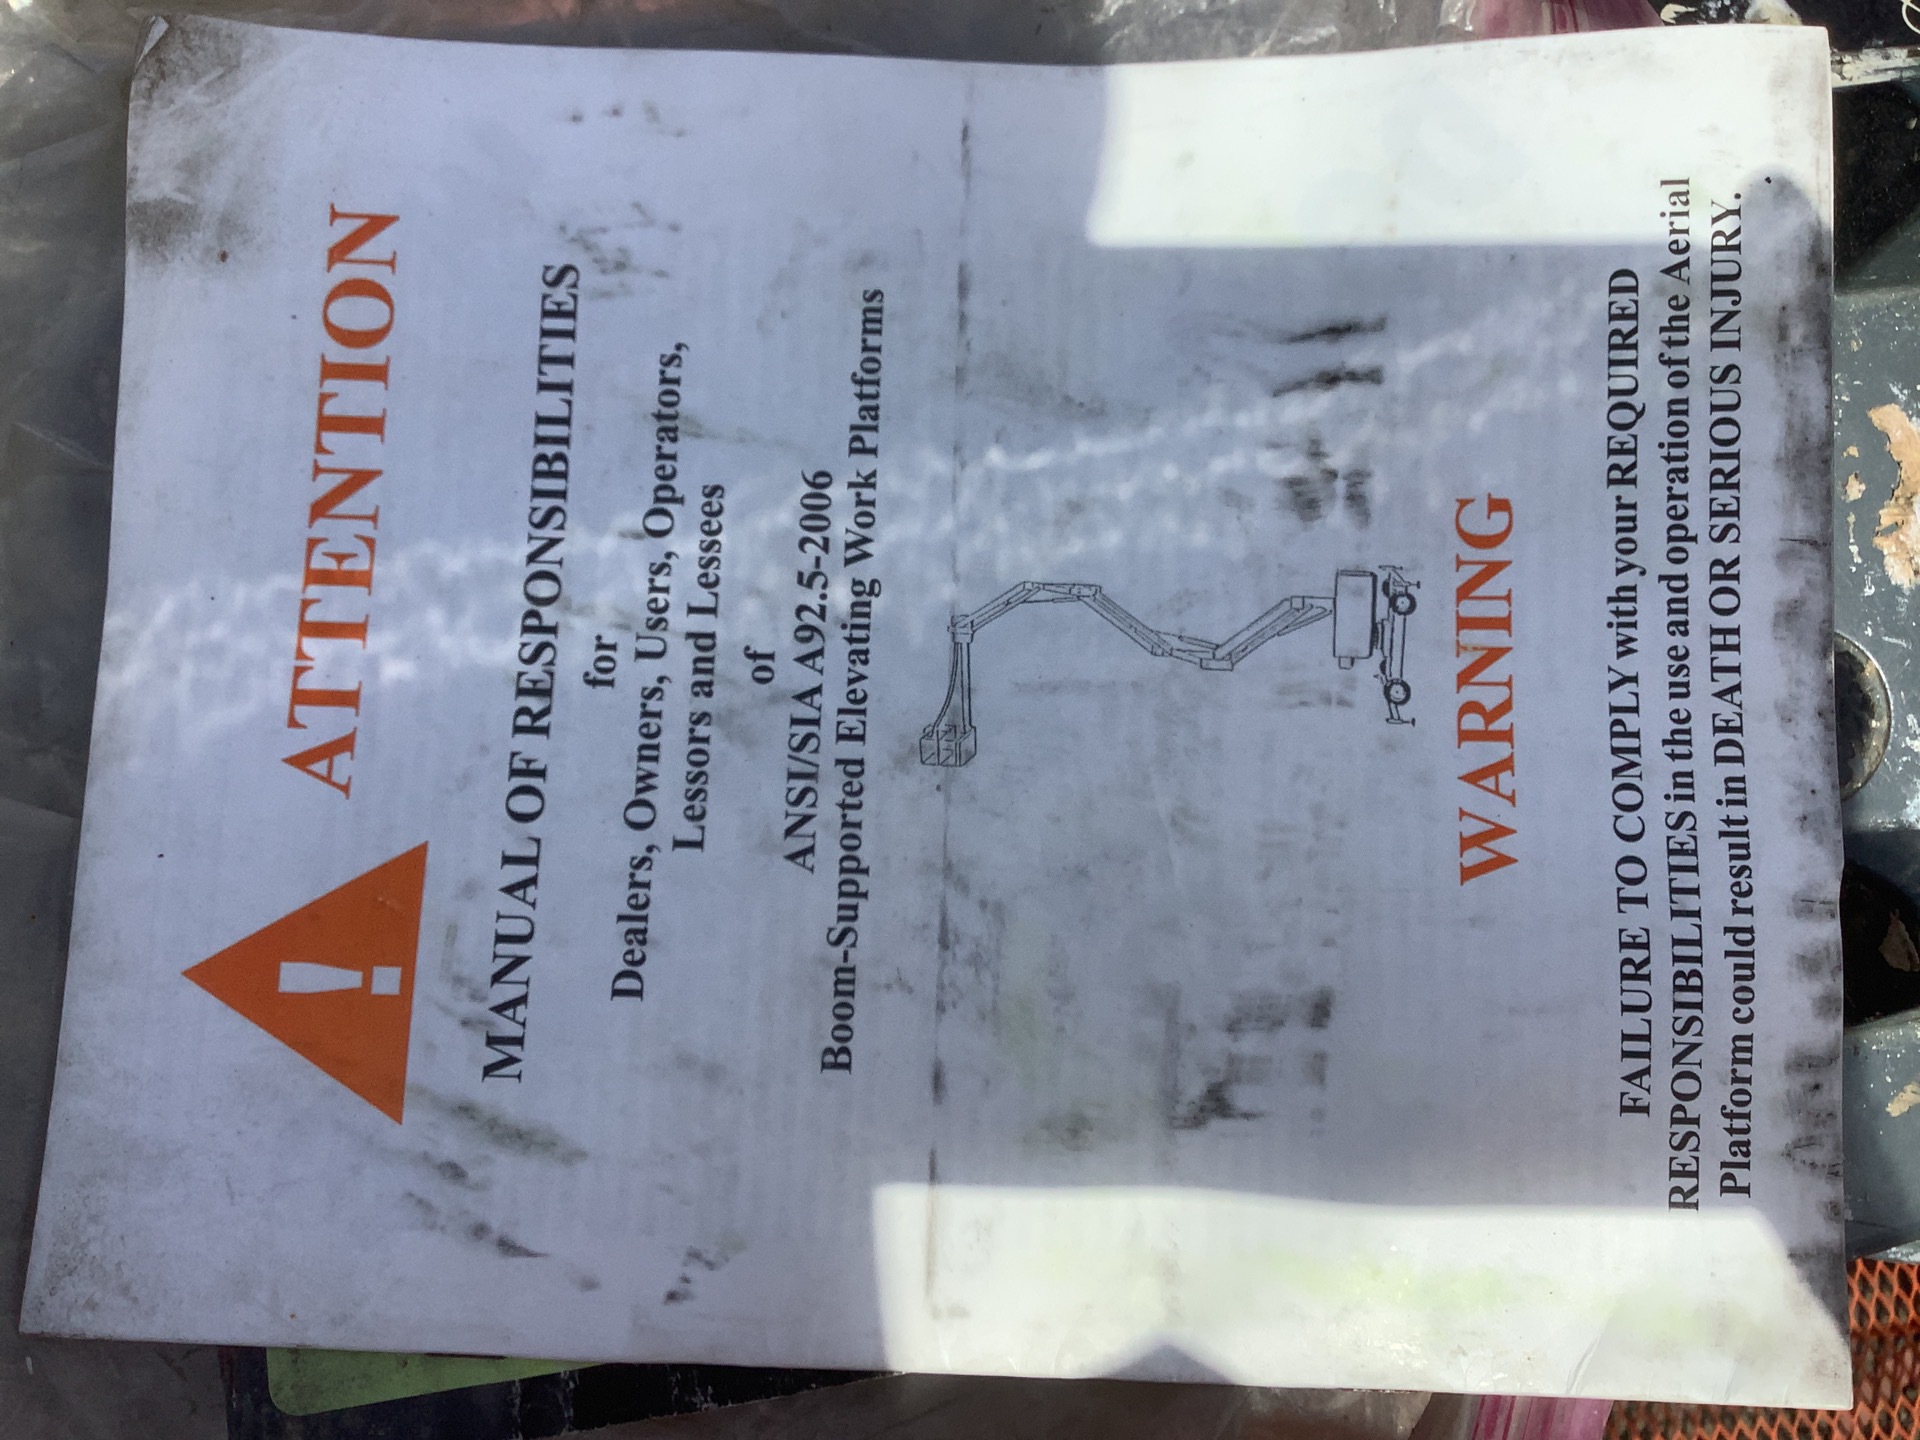 ATTENTION
MANUAL OF RESPONSIBILITIES
for
Dealers, Owners, Users, Operators,
Lessors and Lessees
of
ANSI/SIA A92.5-2006
Boom-Supported Elevating Work Platforms
WARNING
FAILURE TO COMPLY with your REQUIRED
RESPONSIBILITIES in the use and operation of the Aerial
Platform could result in DEATH OR SERIOUS INJURY.